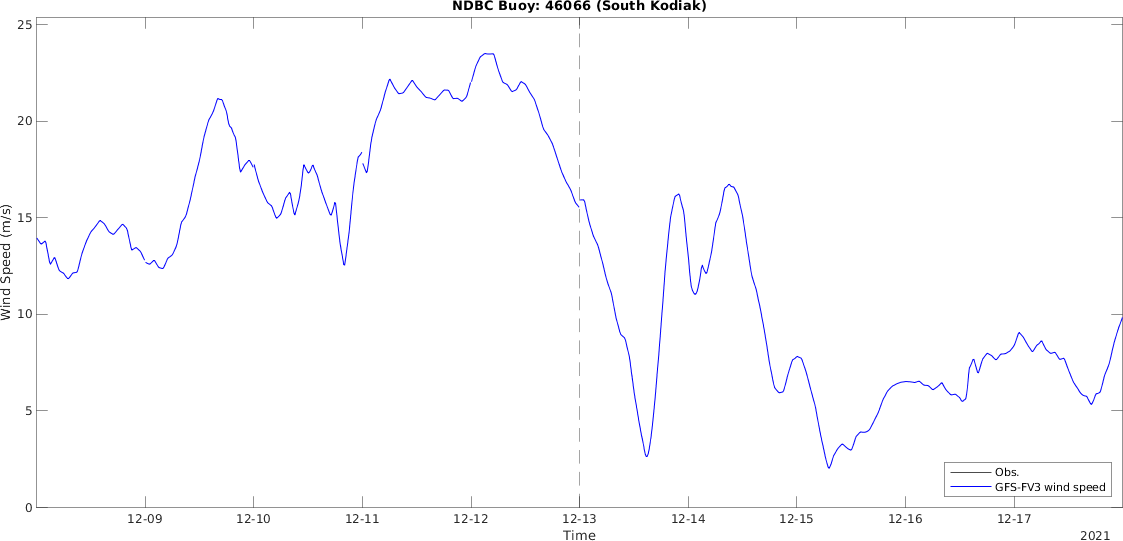 NDBC Buoy: 46066 (South Kodiak)
25
20
15
10
5
0
Wind Speed (m/s)
12-09 12-10 12-11 12-12 12-13 12-14 12-15 12-16 12-17
Time
2021
Obs.
GFS-FV3 wind speed